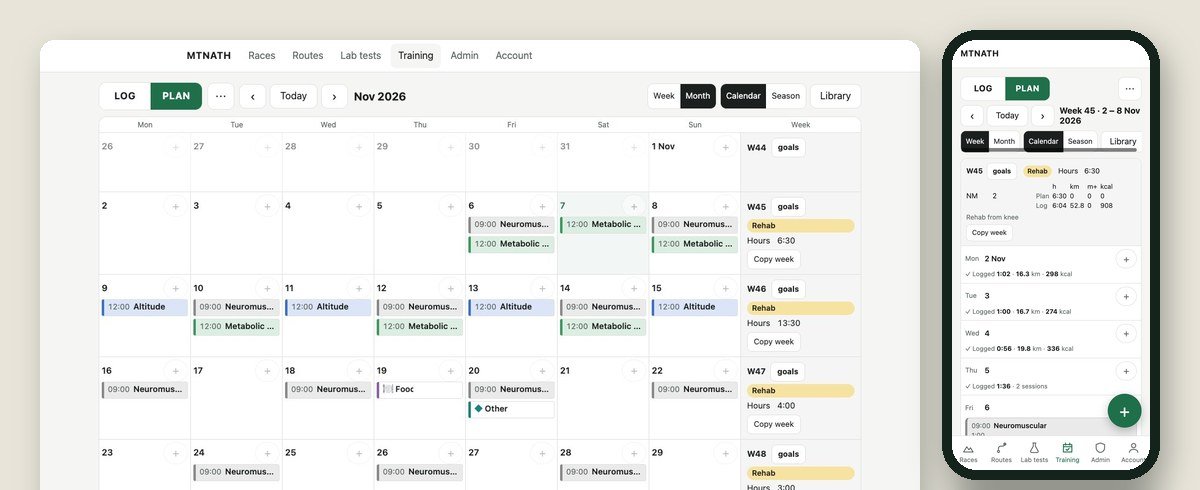 MTNATH Races Routes Lab tests Training Admin Account
LOG PLAN ··· ‹ Today › Nov 2026 Week Month Calendar Season Library
Mon Tue Wed Thu Fri Sat Sun Week
26 + 27 + 28 + 29 + 30 + 31 + 1 Nov + W44 goals
2 + 3 + 4 + 5 + 6 + 7 + 8 + W45 goals
09:00 Neuromus... 12:00 Metabolic ... 09:00 Neuromus... Rehab
12:00 Metabolic ... 12:00 Metabolic ... Hours 6:30
Copy week
9 + 10 + 11 + 12 + 13 + 14 + 15 + W46 goals
12:00 Altitude 09:00 Neuromus... 12:00 Altitude 09:00 Neuromus... 12:00 Altitude 09:00 Neuromus... 12:00 Altitude Rehab
12:00 Metabolic ... 12:00 Metabolic ... 12:00 Metabolic ... Hours 13:30
Copy week
16 + 17 + 18 + 19 + 20 + 21 + 22 + W47 goals
09:00 Neuromus... 09:00 Neuromus... Food 09:00 Neuromus... 09:00 Neuromus... Rehab
Other Hours 4:00
Copy week
23 + 24 + 25 + 26 + 27 + 28 + 29 + W48 goals
09:00 Neuromus... 09:00 Neuromus... 09:00 Neuromus... Rehab
Hours 3:00
MTNATH
LOG PLAN ···
‹ Today › Week 45 · 2 – 8 Nov
2026
Week Month Calendar Season Library
W45 goals Rehab Hours 6:30
h km m+ kcal
NM 2 Plan 6:30 0 0 0
Log 6:04 52.8 0 908
Rehab from knee
Copy week
Mon 2 Nov +
✓ Logged 1:02 · 16.3 km · 298 kcal
Tue 3 +
✓ Logged 1:00 · 16.7 km · 274 kcal
Wed 4 +
✓ Logged 0:56 · 19.8 km · 336 kcal
Thu 5 +
✓ Logged 1:36 · 2 sessions
Fri 6 +
09:00 Neuromuscular
1:00
Races Routes Lab tests Training Admin Account